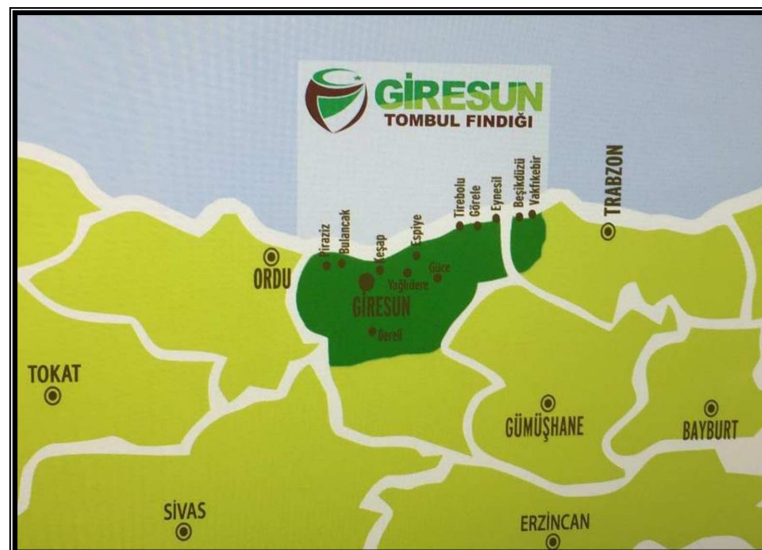 GİRESUN
TOMBUL FINDIĞI
Piraziz
Bulancak
Keşap
Espiye
Tirebolu
Görele
Eynesil
Beşikdüzü
Vakfıkebir
TRABZON
ORDU
Yağlıdere
Güce
GİRESUN
Dereli
TOKAT
GÜMÜŞHANE
BAYBURT
SİVAS
ERZİNCAN